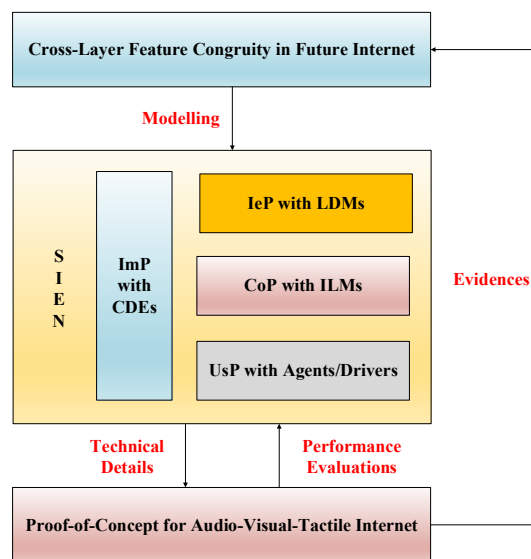 Cross-Layer Feature Congruity in Future Internet
Modelling
S
I
E
N
ImP
with
CDEs
IeP with LDMs
CoP with ILMs
UsP with Agents/Drivers
Evidences
Technical
Details
Performance
Evaluations
Proof-of-Concept for Audio-Visual-Tactile Internet